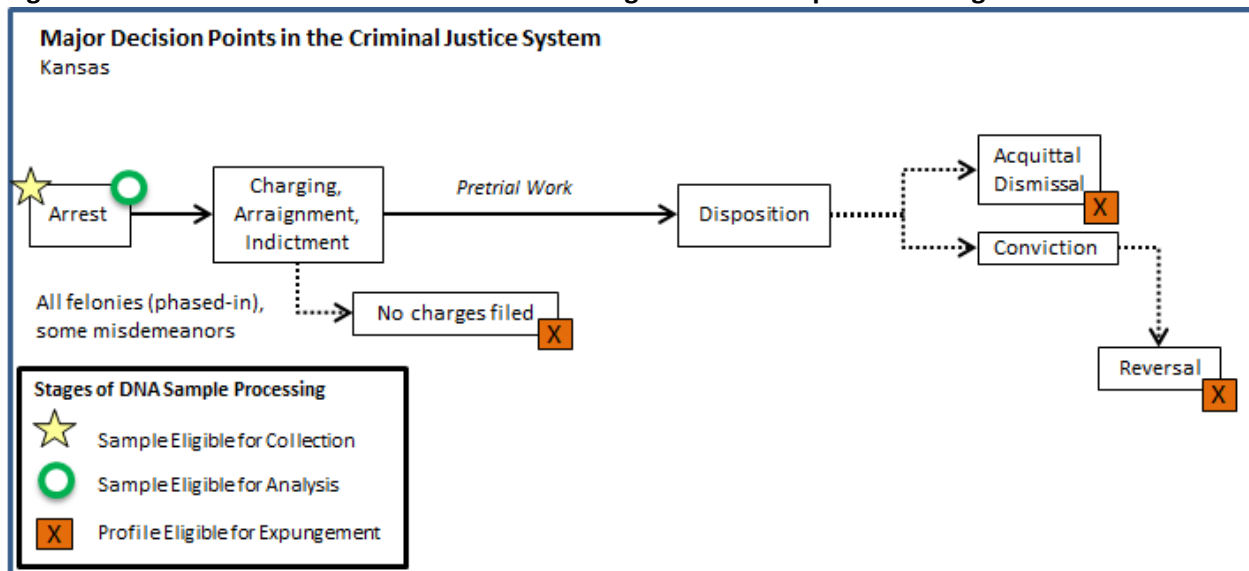 Major Decision Points in the Criminal Justice System
Kansas
Arrest
Charging,
Arraignment,
Indictment
Pretrial Work
Disposition
Acquittal
Dismissal
X
Conviction
All felonies (phased-in),
some misdemeanors
No charges filed
X
Reversal
X
Stages of DNA Sample Processing
Sample Eligible for Collection
Sample Eligible for Analysis
X
Profile Eligible for Expungement